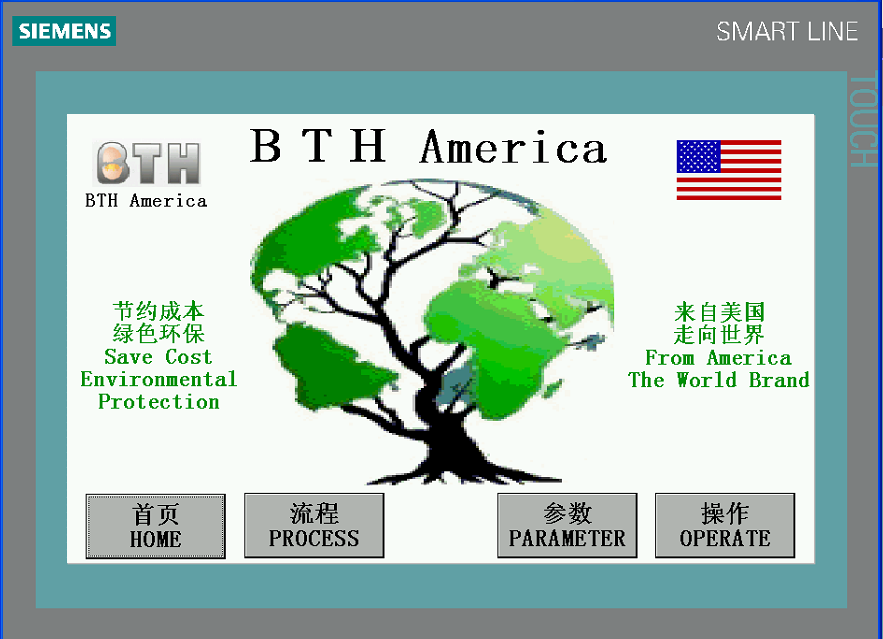 SIEMENS
SMART LINE
TOUCH
BTH America
BTH
BTH America
节约成本
绿色环保
Save Cost
Environmental
Protection
来自美国
走向世界
From America
The World Brand
首页
HOME
流程
PROCESS
参数
PARAMETER
操作
OPERATE